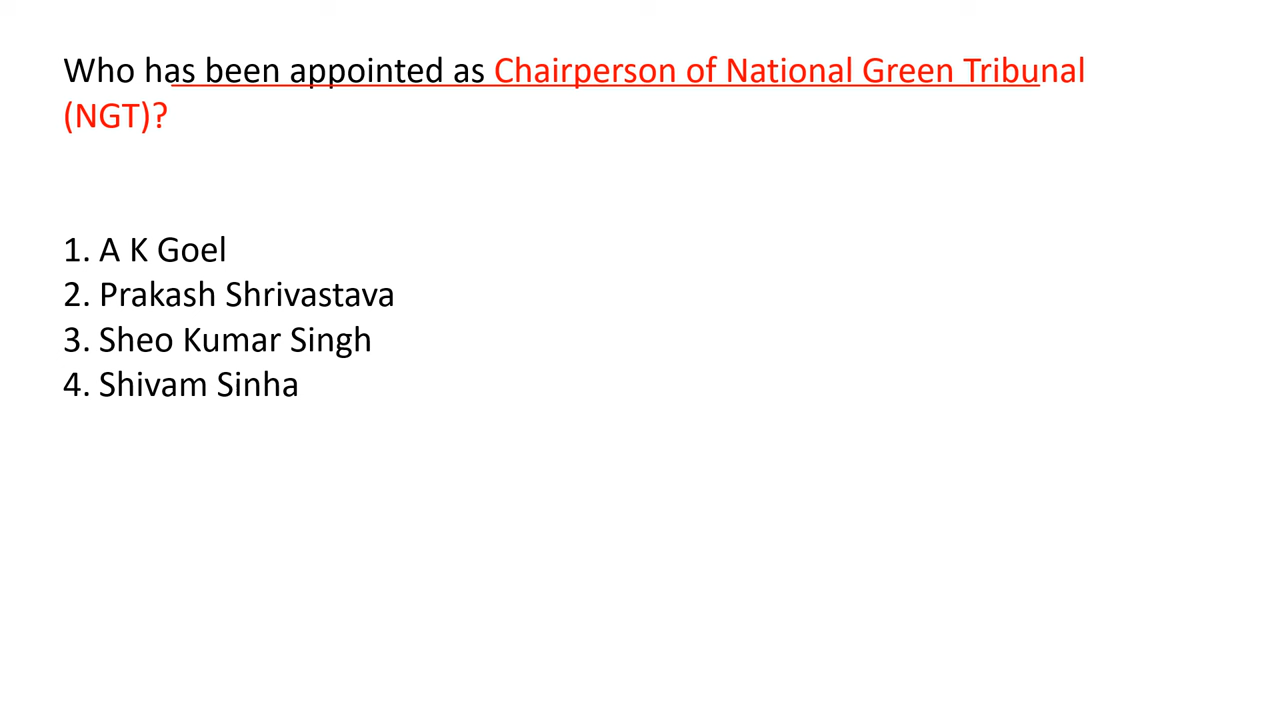 Who has been appointed as Chairperson of National Green Tribunal
(NGT)?
1. A K Goel
2. Prakash Shrivastava
3. Sheo Kumar Singh
4. Shivam Sinha